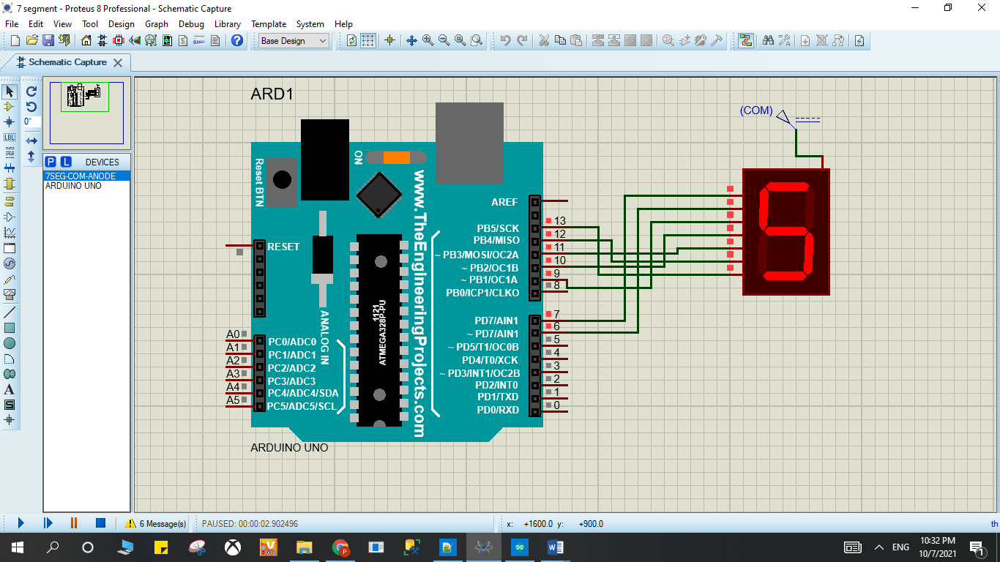 7 segment - Proteus 8 Professional - Schematic Capture
File Edit View Tool Design Graph Debug Library Template System Help
Base Design
Schematic Capture
0°
LBL
P L DEVICES
7SEG-COM-ANODE
ARDUINO UNO
A
S
ARD1
(COM)
ON
Reset BTN
www.TheEngineeringProjects.com
AREF
PB5/SCK 13
PB4/MISO 12
~ PB3/MOSI/OC2A 11
~ PB2/OC1B 10
~ PB1/OC1A 9
PB0/ICP1/CLKO 8
RESET
1121
ATMEGA328P-PU
ANALOG IN
PD7/AIN1 7
~ PD7/AIN1 6
~ PD5/T1/OC0B 5
PD4/T0/XCK 4
~ PD3/INT1/OC2B 3
PD2/INT0 2
PD1/TXD 1
PD0/RXD 0
A0 PC0/ADC0
A1 PC1/ADC1
A2 PC2/ADC2
A3 PC3/ADC3
A4 PC4/ADC4/SDA
A5 PC5/ADC5/SCL
ARDUINO UNO
5
6 Message(s) PAUSED: 00:00:02.902496 x: +1600.0 y: +900.0 th
ENG
10:32 PM
10/7/2021
1